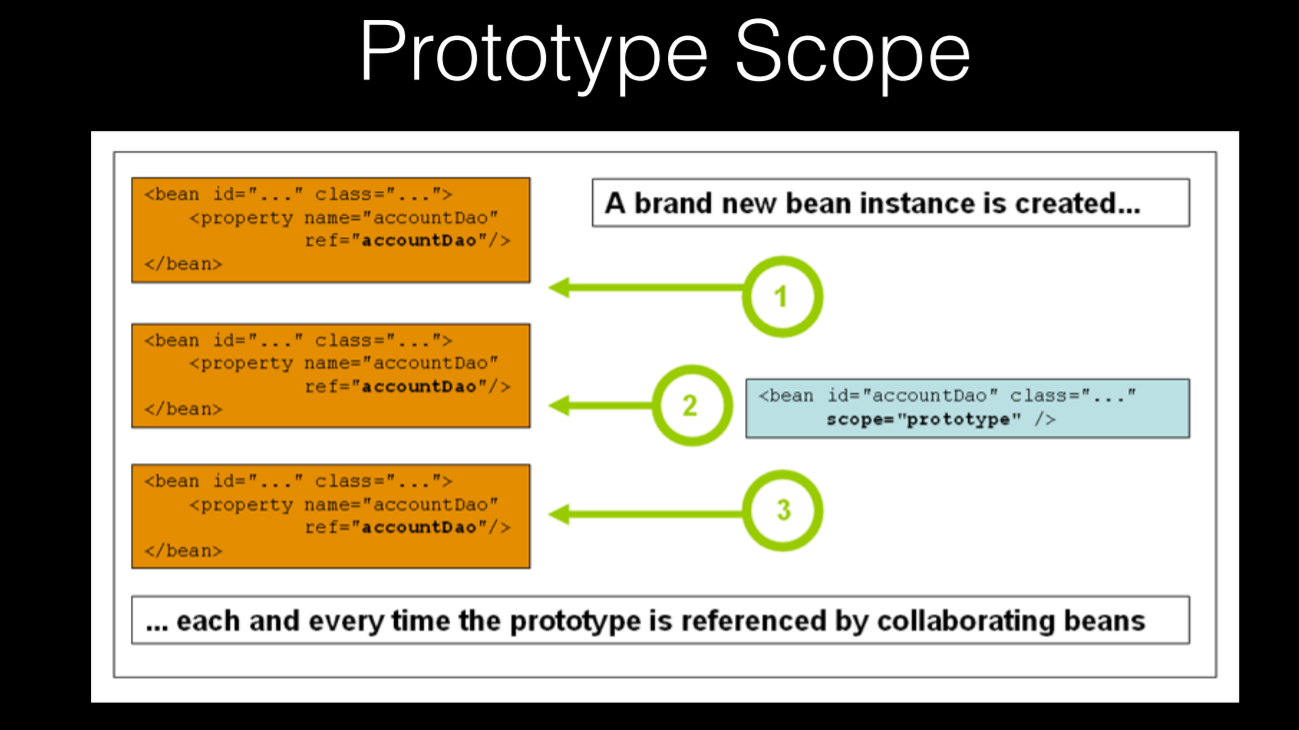 Prototype Scope
<bean id="..." class="...">
<property name="accountDao"
ref="accountDao"/>
</bean>
A brand new bean instance is created...
1
<bean id="..." class="...">
<property name="accountDao"
ref="accountDao"/>
</bean>
2
<bean id="accountDao" class="..."
scope="prototype" />
<bean id="..." class="...">
<property name="accountDao"
ref="accountDao"/>
</bean>
3
... each and every time the prototype is referenced by collaborating beans